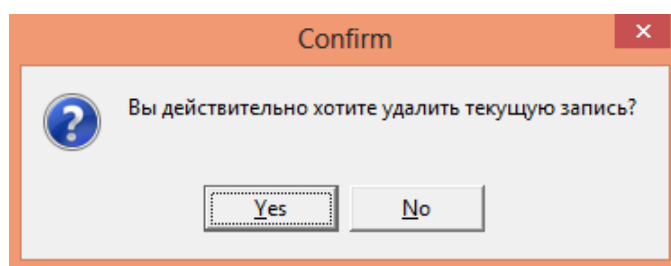 Confirm
Вы действительно хотите удалить текущую запись?
Yes
No